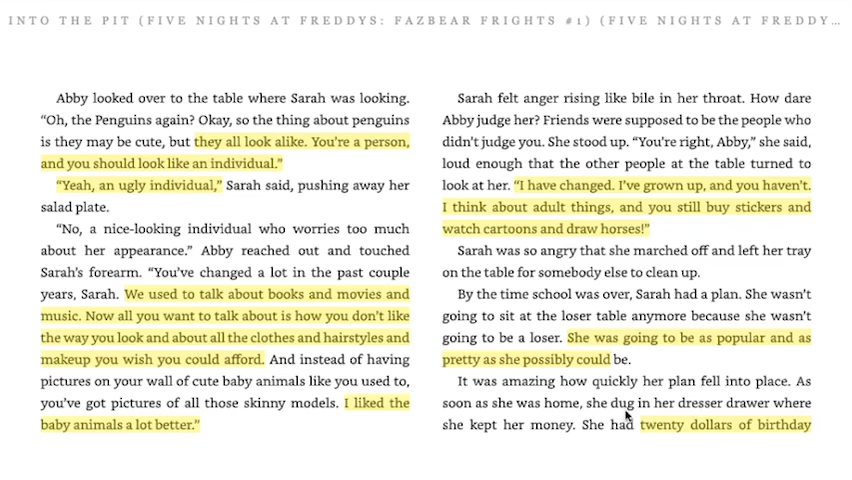 INTO THE PIT (FIVE NIGHTS AT FREDDYS: FAZBEAR FRIGHTS #1) (FIVE NIGHTS AT FREDDY…
Abby looked over to the table where Sarah was looking.
“Oh, the Penguins again? Okay, so the thing about penguins
is they may be cute, but they all look alike. You’re a person,
and you should look like an individual.”
“Yeah, an ugly individual,” Sarah said, pushing away her
salad plate.
“No, a nice-looking individual who worries too much
about her appearance.” Abby reached out and touched
Sarah’s forearm. “You’ve changed a lot in the past couple
years, Sarah. We used to talk about books and movies and
music. Now all you want to talk about is how you don’t like
the way you look and about all the clothes and hairstyles and
makeup you wish you could afford. And instead of having
pictures on your wall of cute baby animals like you used to,
you’ve got pictures of all those skinny models. I liked the
baby animals a lot better.”
Sarah felt anger rising like bile in her throat. How dare
Abby judge her? Friends were supposed to be the people who
didn’t judge you. She stood up. “You’re right, Abby,” she said,
loud enough that the other people at the table turned to
look at her. “I have changed. I’ve grown up, and you haven’t.
I think about adult things, and you still buy stickers and
watch cartoons and draw horses!”
Sarah was so angry that she marched off and left her tray
on the table for somebody else to clean up.
By the time school was over, Sarah had a plan. She wasn’t
going to sit at the loser table anymore because she wasn’t
going to be a loser. She was going to be as popular and as
pretty as she possibly could be.
It was amazing how quickly her plan fell into place. As
soon as she was home, she dug in her dresser drawer where
she kept her money. She had twenty dollars of birthday